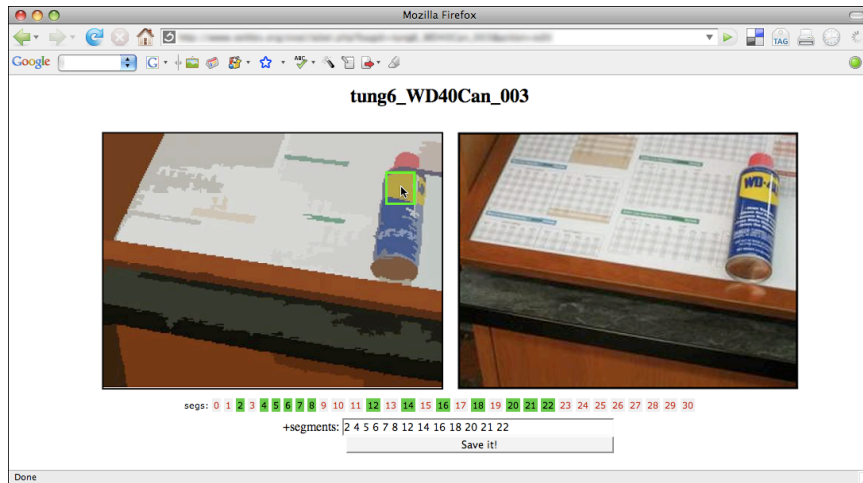 Mozilla Firefox
TAG
Google
G
ABC
tung6_WD40Can_003
WD-40
segs: 0 1 2 3 4 5 6 7 8 9 10 11 12 13 14 15 16 17 18 19 20 21 22 23 24 25 26 27 28 29 30
+segments: 2 4 5 6 7 8 12 14 16 18 20 21 22
Save it!
Done